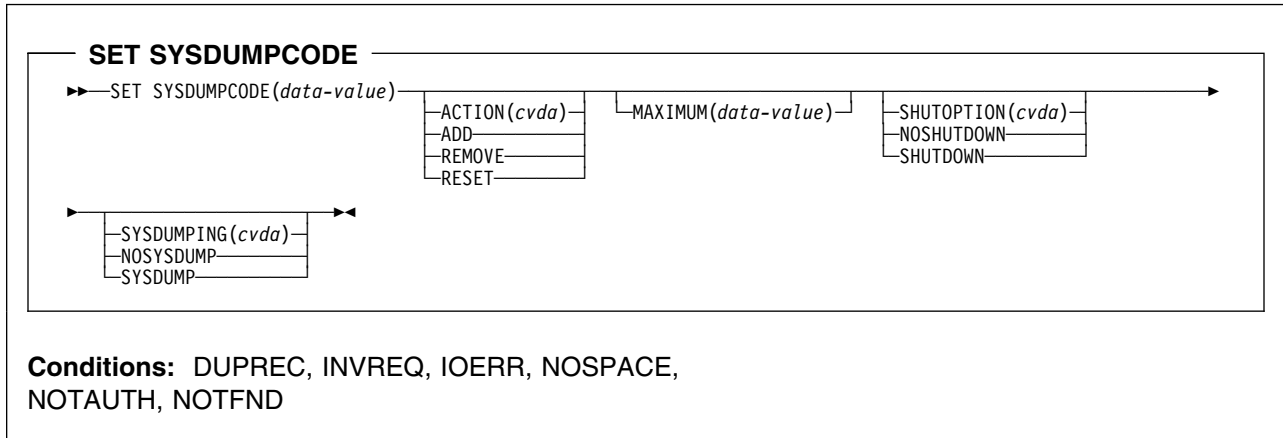 SET SYSDUMPCODE
SET SYSDUMPCODE(data-value)
ACTION(cvda) MAXIMUM(data-value) SHUTOPTION(cvda)
ADD NOSHUTDOWN
REMOVE SHUTDOWN
RESET
SYSDUMPING(cvda)
NOSYSDUMP
SYSDUMP
Conditions: DUPREC, INVREQ, IOERR, NOSPACE,
NOTAUTH, NOTFND